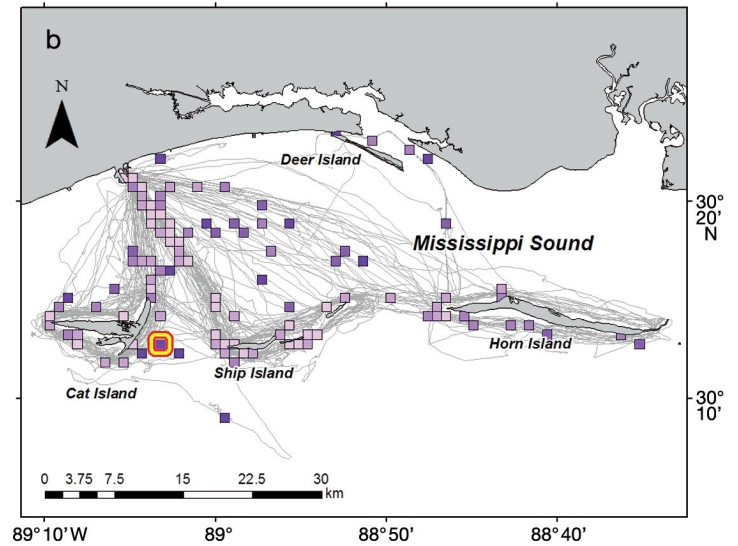 b
N
Deer Island
Mississippi Sound
Horn Island
Ship Island
Cat Island
30°
20'
N
30°
10'
0 3.75 7.5 15 22.5 30
km
89°10'W 89° 88°50' 88°40'